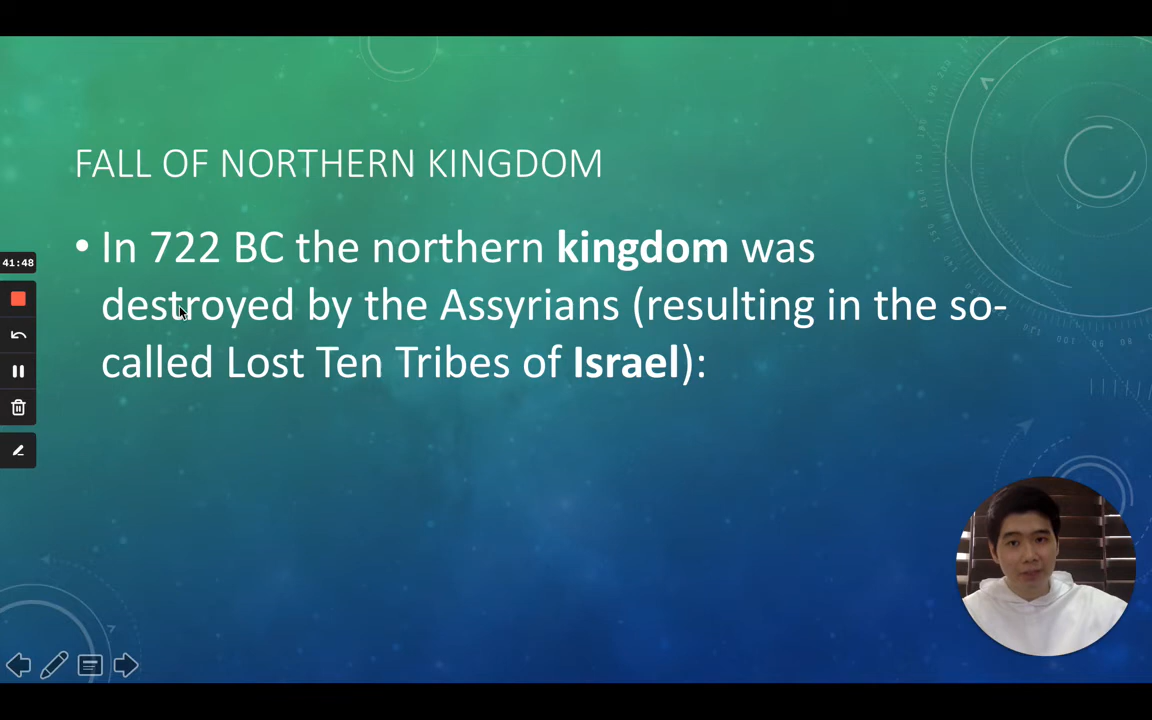 FALL OF NORTHERN KINGDOM
• In 722 BC the northern kingdom was
destroyed by the Assyrians (resulting in the so-
called Lost Ten Tribes of Israel):
41:48